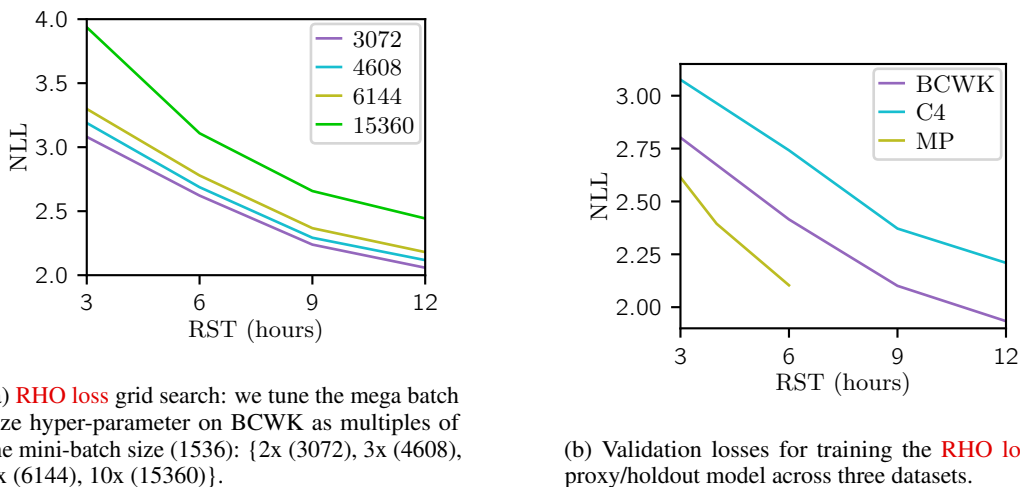 4.0
3.5
3.0
2.5
2.0
NLL
3072
4608
6144
15360
3
6
9
12
RST (hours)
) RHO loss grid search: we tune the mega batch
ze hyper-parameter on BCWK as multiples of
ne mini-batch size (1536): {2x (3072), 3x (4608),
x (6144), 10x (15360)}.
3.00
2.75
2.50
2.25
2.00
NLL
BCWK
C4
MP
3
6
9
12
RST (hours)
(b) Validation losses for training the RHO lo
proxy/holdout model across three datasets.